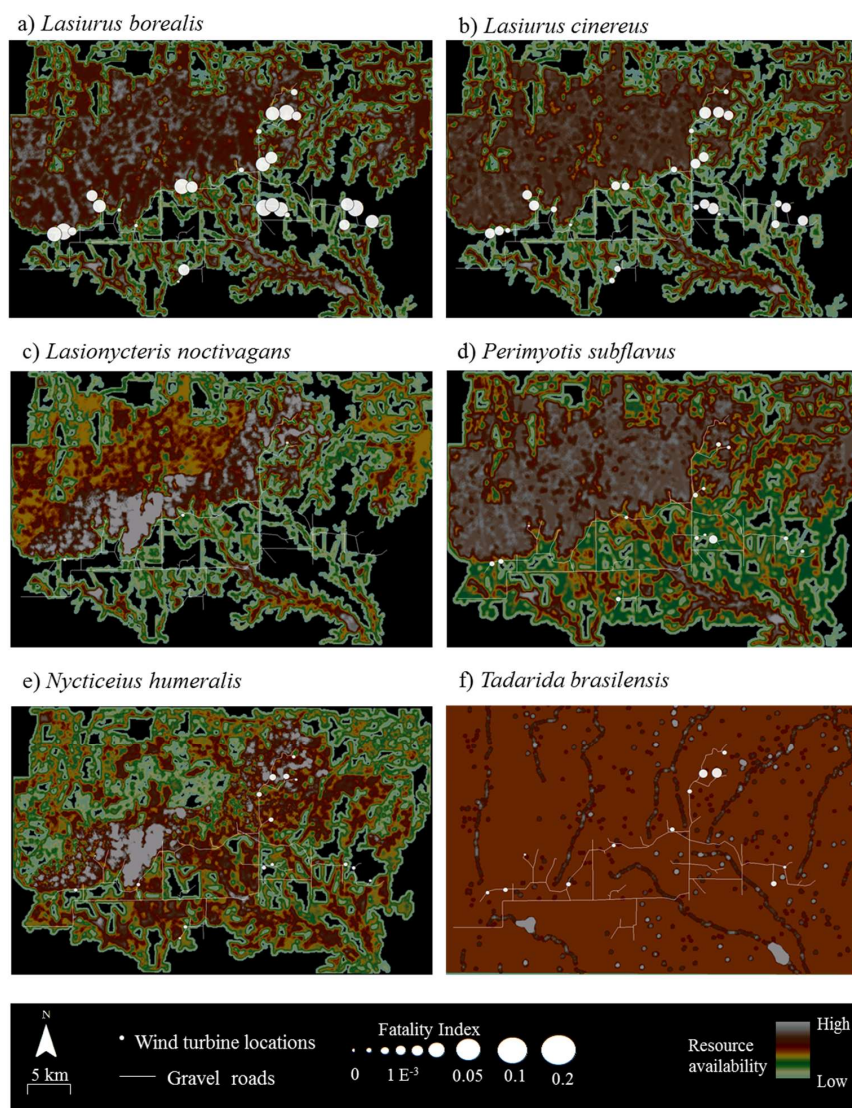 a) Lasiurus borealis
b) Lasiurus cinereus
c) Lasionycteris noctivagans
d) Perimyotis subflavus
e) Nycticeius humeralis
f) Tadarida brasilensis
N
5 km
Wind turbine locations
Gravel roads
Fatality Index
0 1 E-3 0.05 0.1 0.2
Resource availability
High
Low